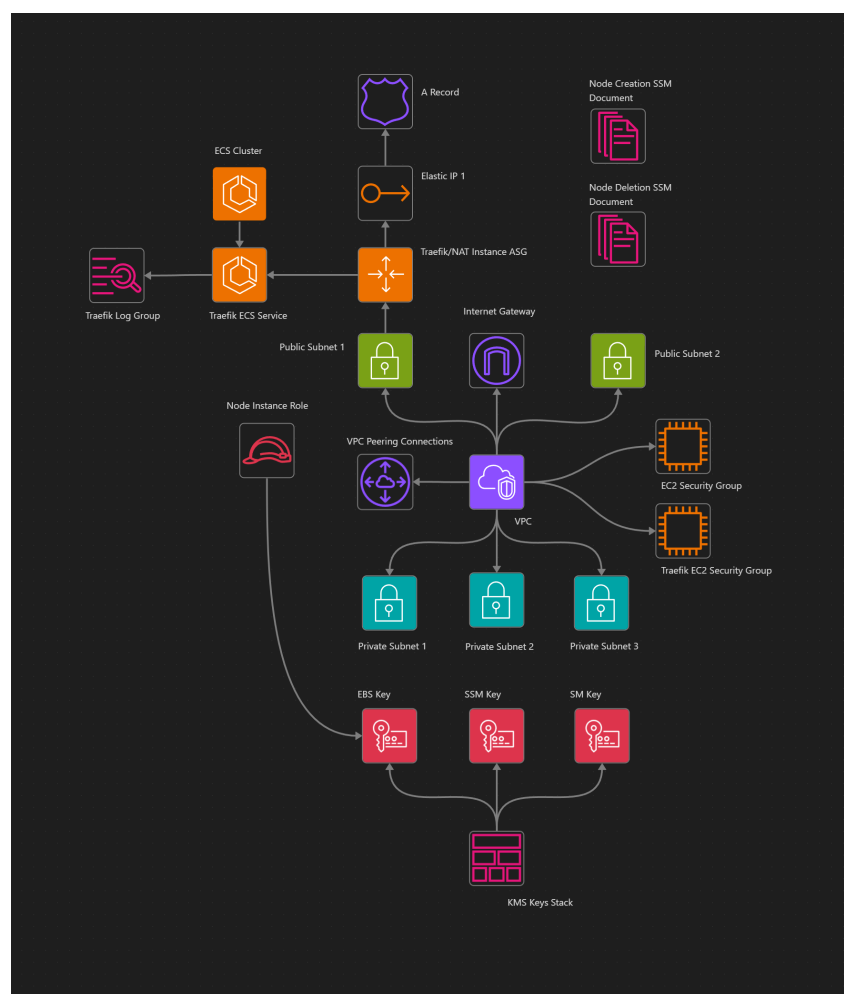 A Record
Node Creation SSM
Document
ECS Cluster
Elastic IP 1
Node Deletion SSM
Document
Traefik/NAT Instance ASG
Traefik Log Group
Traefik ECS Service
Internet Gateway
Public Subnet 1
Public Subnet 2
Node Instance Role
VPC Peering Connections
EC2 Security Group
VPC
Traefik EC2 Security Group
Private Subnet 1
Private Subnet 2
Private Subnet 3
EBS Key
SSM Key
SM Key
KMS Keys Stack